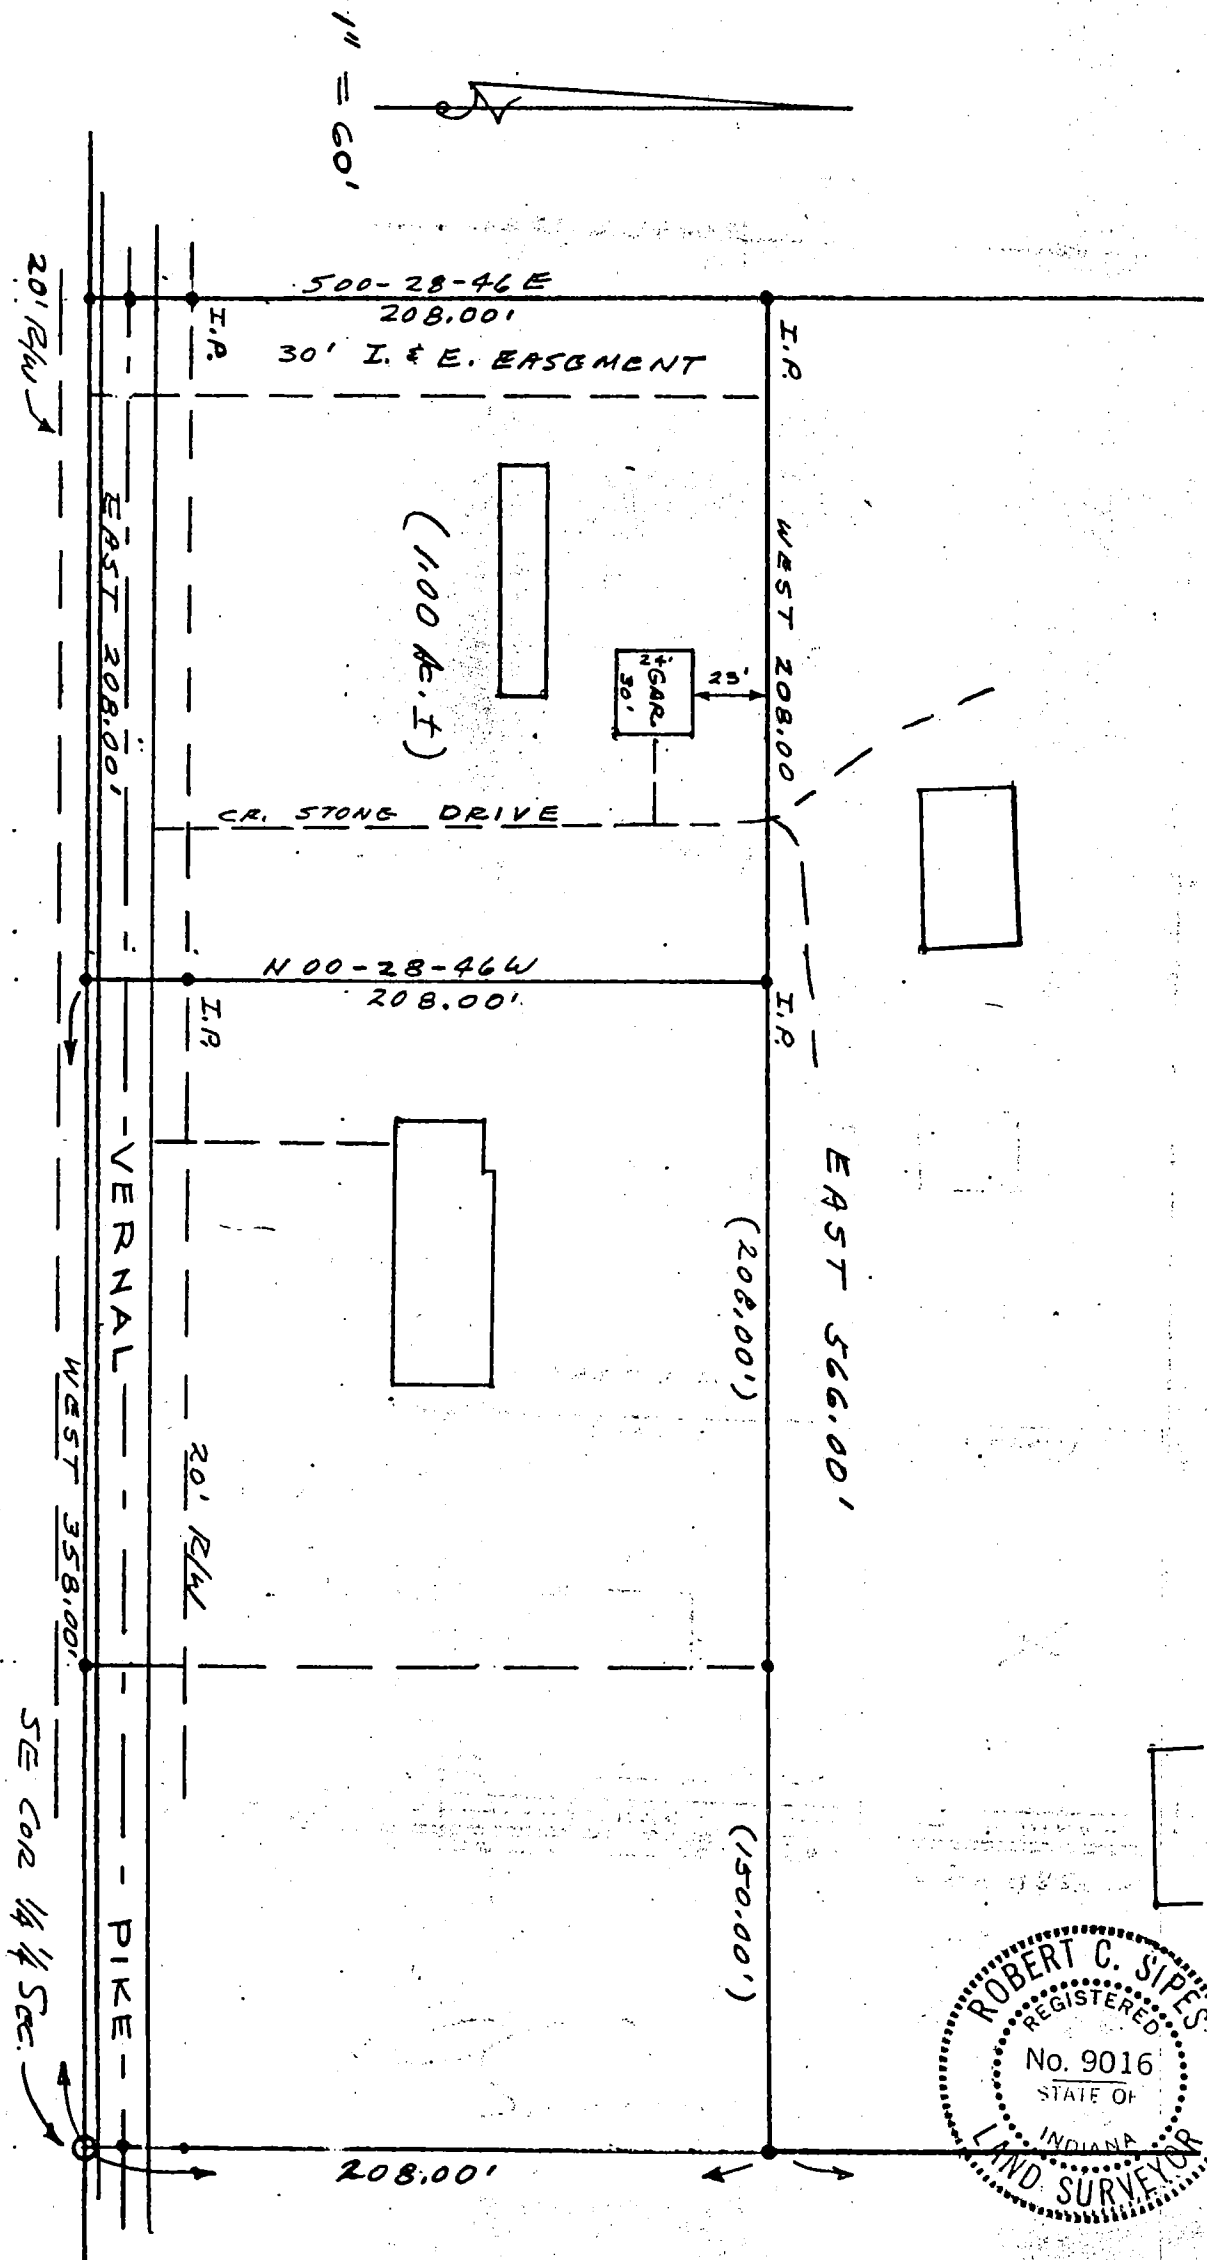 1" = 60'
N
S00-28-46E
208.00'
I.P.
I.P.
30' I. & E. EASEMENT
20' R/W
EAST 208.00'
(1.00 Ac. ±)
24'
GAR.
30'
23'
WEST 208.00
CR. STONE DRIVE
N 00-28-46W
208.00'
I.P.
I.P.
EAST 566.00'
(208.00')
VERNAL PIKE
20' R/W
WEST 358.00'
(150.00')
SE COR 1/4 1/4 Sec.
208.00'
ROBERT C. SIPES
REGISTERED
No. 9016
STATE OF
INDIANA
LAND SURVEYOR